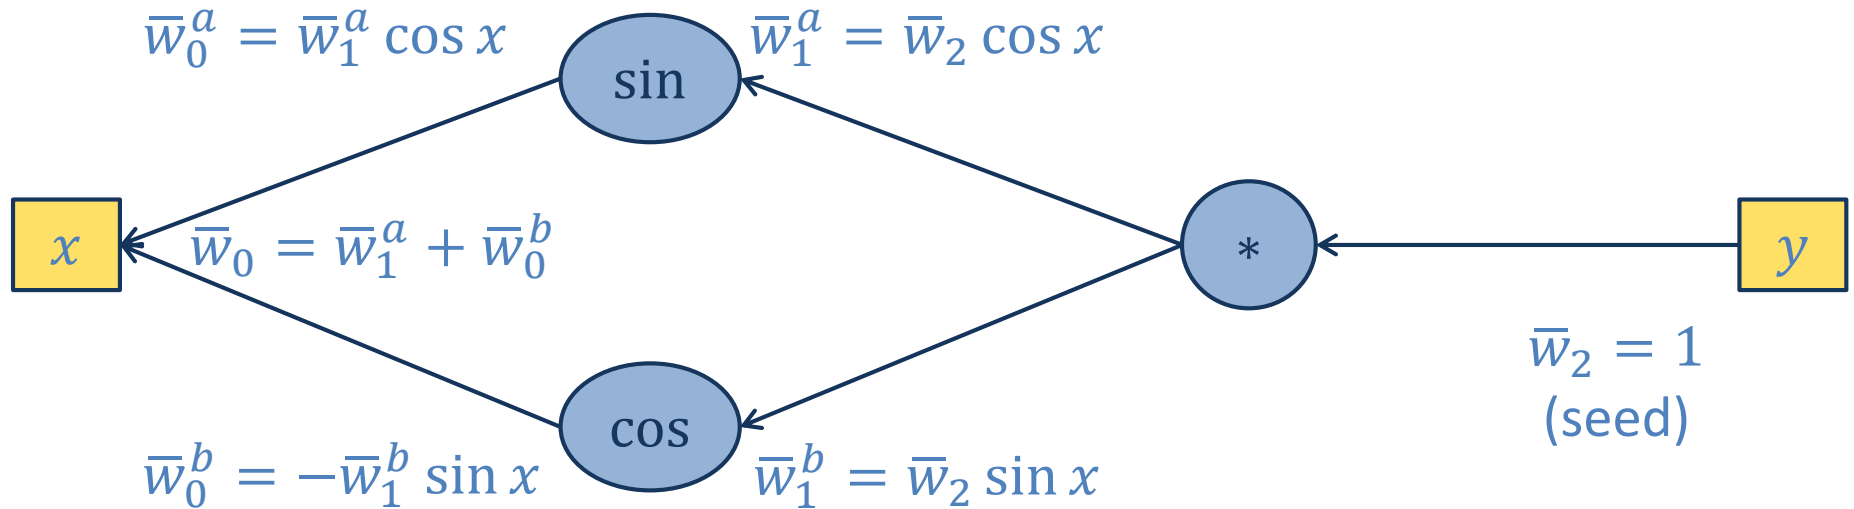 w̅₀ᵃ = w̅₁ᵃ cos x
sin
w̅₁ᵃ = w̅₂ cos x
x
w̅₀ = w̅₁ᵃ + w̅₀ᵇ
*
y
w̅₂ = 1
(seed)
cos
w̅₀ᵇ = −w̅₁ᵇ sin x
w̅₁ᵇ = w̅₂ sin x